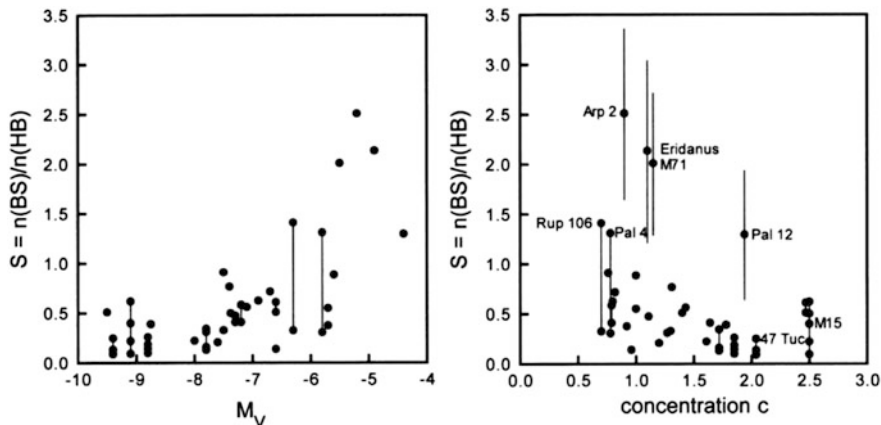 S = n(BS)/n(HB)
3.5
3.0
2.5
2.0
1.5
1.0
0.5
0.0
-10 -9 -8 -7 -6 -5 -4
M_V
S = n(BS)/n(HB)
3.5
3.0
2.5
2.0
1.5
1.0
0.5
0.0
Arp 2
Eridanus
M71
Rup 106
Pal 4
Pal 12
M15
47 Tuc
0.0 0.5 1.0 1.5 2.0 2.5 3.0
concentration c